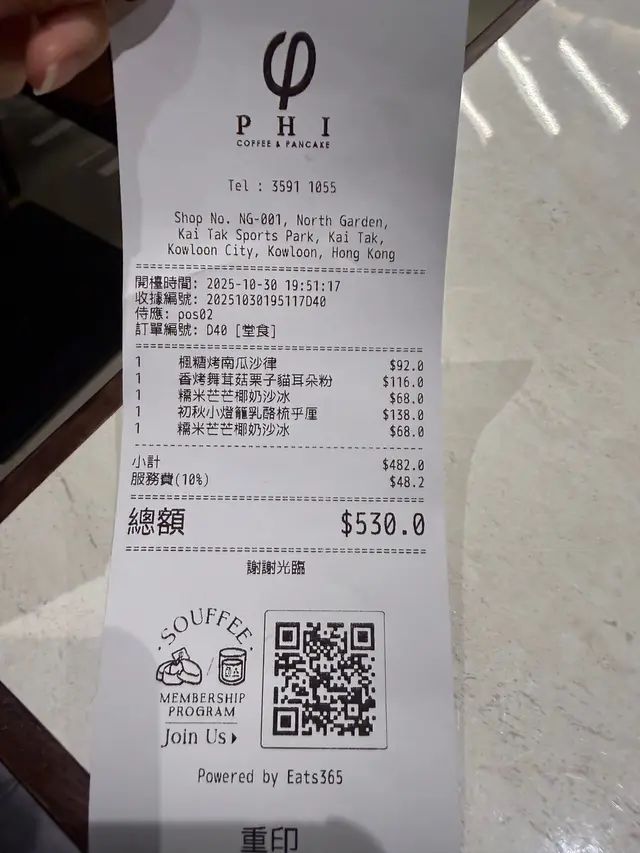 PHI
COFFEE & PANCAKE
Tel : 3591 1055
Shop No. NG-001, North Garden,
Kai Tak Sports Park, Kai Tak,
Kowloon City, Kowloon, Hong Kong
開檯時間: 2025-10-30 19:51:17
收據編號: 20251030195117D40
侍應: pos02
訂單編號: D40 [堂食]
1 楓糖烤南瓜沙律 $92.0
1 香烤舞茸菇栗子貓耳朵粉 $116.0
1 糯米芒芒椰奶沙冰 $68.0
1 初秋小燈籠乳酪梳乎厘 $138.0
1 糯米芒芒椰奶沙冰 $68.0
小計 $482.0
服務費(10%) $48.2
總額 $530.0
謝謝光臨
SOUFFEE
MEMBERSHIP
PROGRAM
Join Us
Powered by Eats365
重印